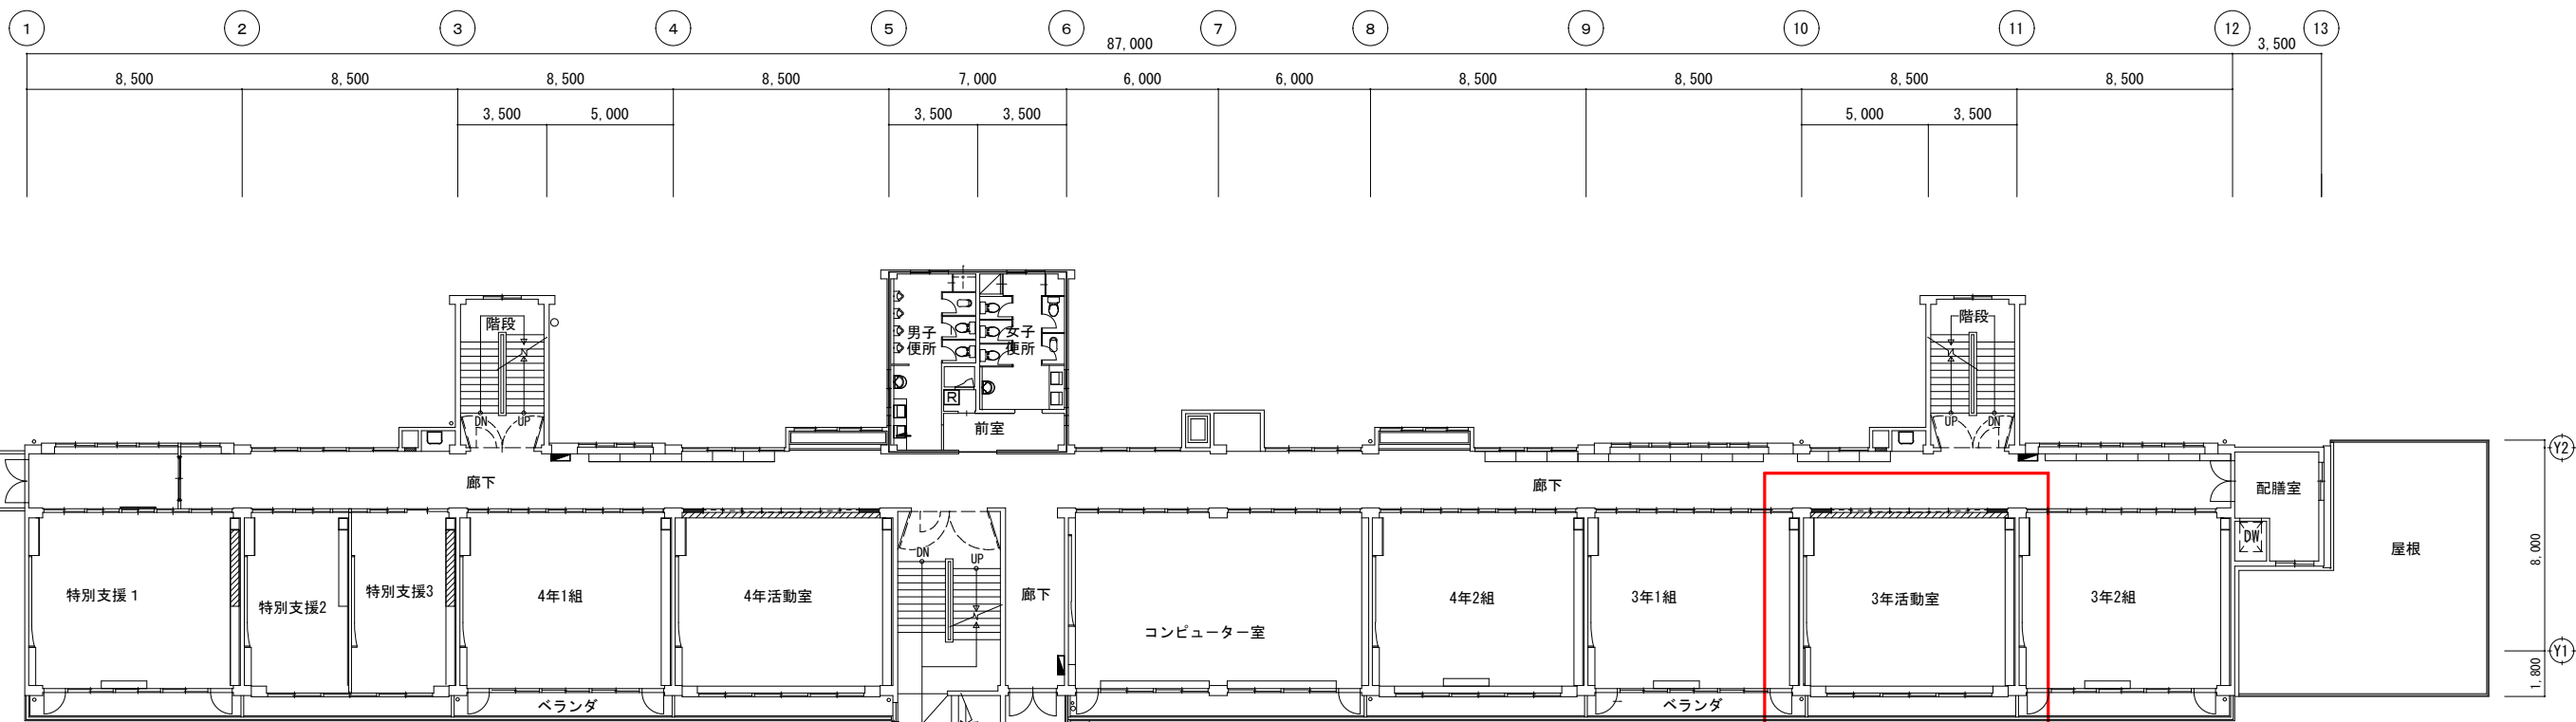 1 2 3 4 5 6 7 8 9 10 11 12 13
87,000 3,500
8,500 8,500 8,500 8,500 7,000 6,000 6,000 8,500 8,500 8,500 8,500
3,500 5,000 3,500 3,500 5,000 3,500
階段
男子
便所
女子
便所
階段
R
DN UP
前室
UP DN
Y2
廊下
廊下
配膳室
DN UP
DW
屋根
8,000
特別支援1
特別支援2
特別支援3
4年1組
4年活動室
廊下
コンピューター室
4年2組
3年1組
3年活動室
3年2組
Y1
1,800
ベランダ
ベランダ